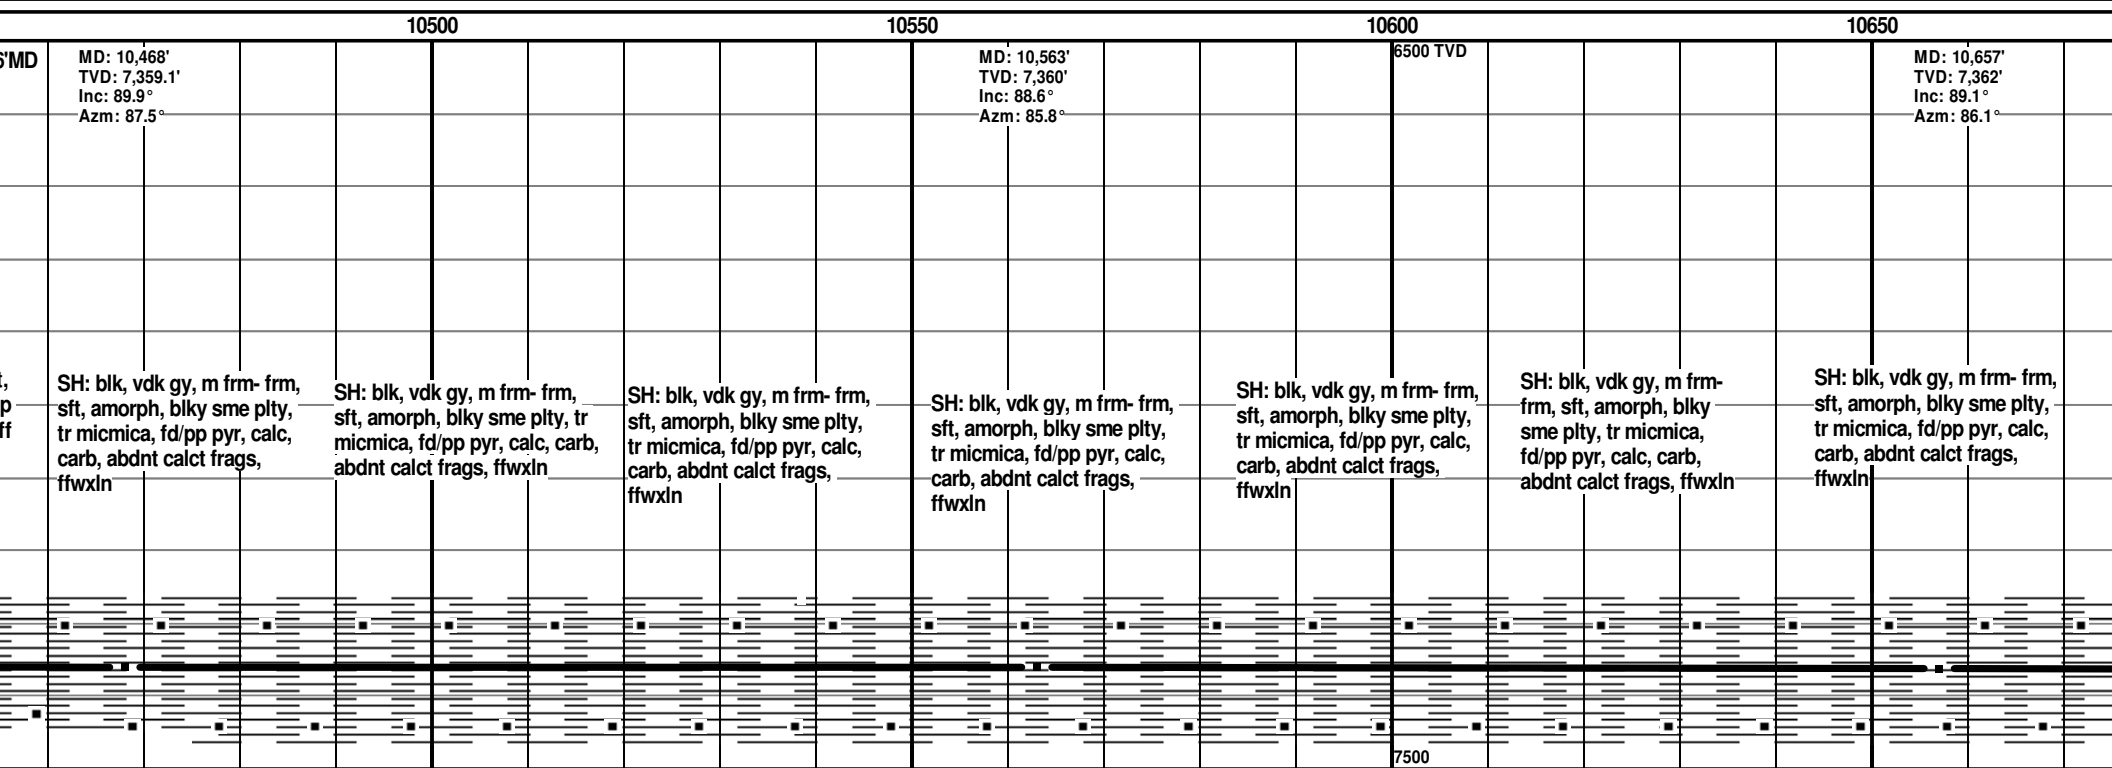 10500
10550
10600
10650
6'MD
MD: 10,468'
TVD: 7,359.1'
Inc: 89.9°
Azm: 87.5°
MD: 10,563'
TVD: 7,360'
Inc: 88.6°
Azm: 85.8°
6500 TVD
MD: 10,657'
TVD: 7,362'
Inc: 89.1°
Azm: 86.1°
t,
p
ff
SH: blk, vdk gy, m frm- frm,
sft, amorph, blky sme plty,
tr micmica, fd/pp pyr, calc,
carb, abdnt calct frags,
ffwxln
SH: blk, vdk gy, m frm- frm,
sft, amorph, blky sme plty, tr
micmica, fd/pp pyr, calc, carb,
abdnt calct frags, ffwxln
SH: blk, vdk gy, m frm- frm,
sft, amorph, blky sme plty,
tr micmica, fd/pp pyr, calc,
carb, abdnt calct frags,
ffwxln
SH: blk, vdk gy, m frm- frm,
sft, amorph, blky sme plty,
tr micmica, fd/pp pyr, calc,
carb, abdnt calct frags,
ffwxln
SH: blk, vdk gy, m frm- frm,
sft, amorph, blky sme plty,
tr micmica, fd/pp pyr, calc,
carb, abdnt calct frags,
ffwxln
SH: blk, vdk gy, m frm-
frm, sft, amorph, blky
sme plty, tr micmica,
fd/pp pyr, calc, carb,
abdnt calct frags, ffwxln
SH: blk, vdk gy, m frm- frm,
sft, amorph, blky sme plty,
tr micmica, fd/pp pyr, calc,
carb, abdnt calct frags,
ffwxln
7500